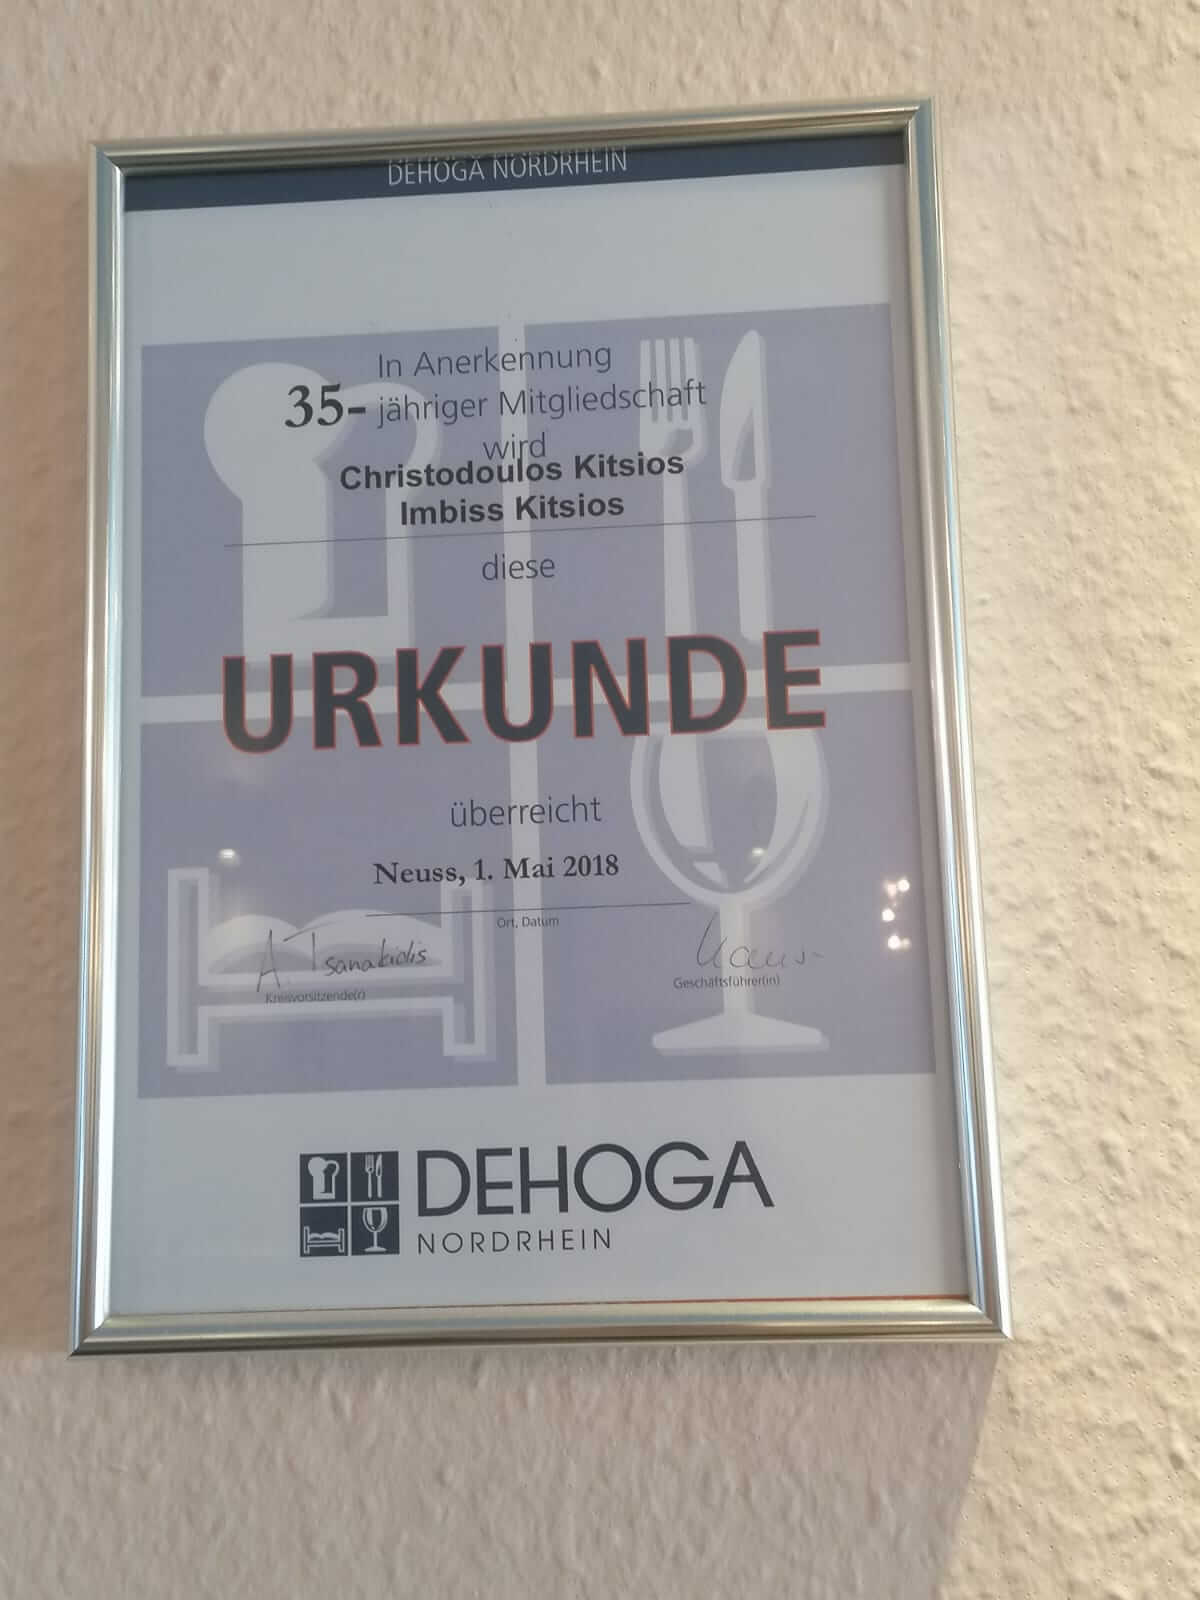 DEHOGA NORDRHEIN
In Anerkennung
35- jähriger Mitgliedschaft
wird
Christodoulos Kitsios
Imbiss Kitsios
diese
URKUNDE
überreicht
Neuss, 1. Mai 2018
Ort, Datum
A. Tsanakidis
Kreisvorsitzende(r)
Geschäftsführer(in)
DEHOGA
NORDRHEIN